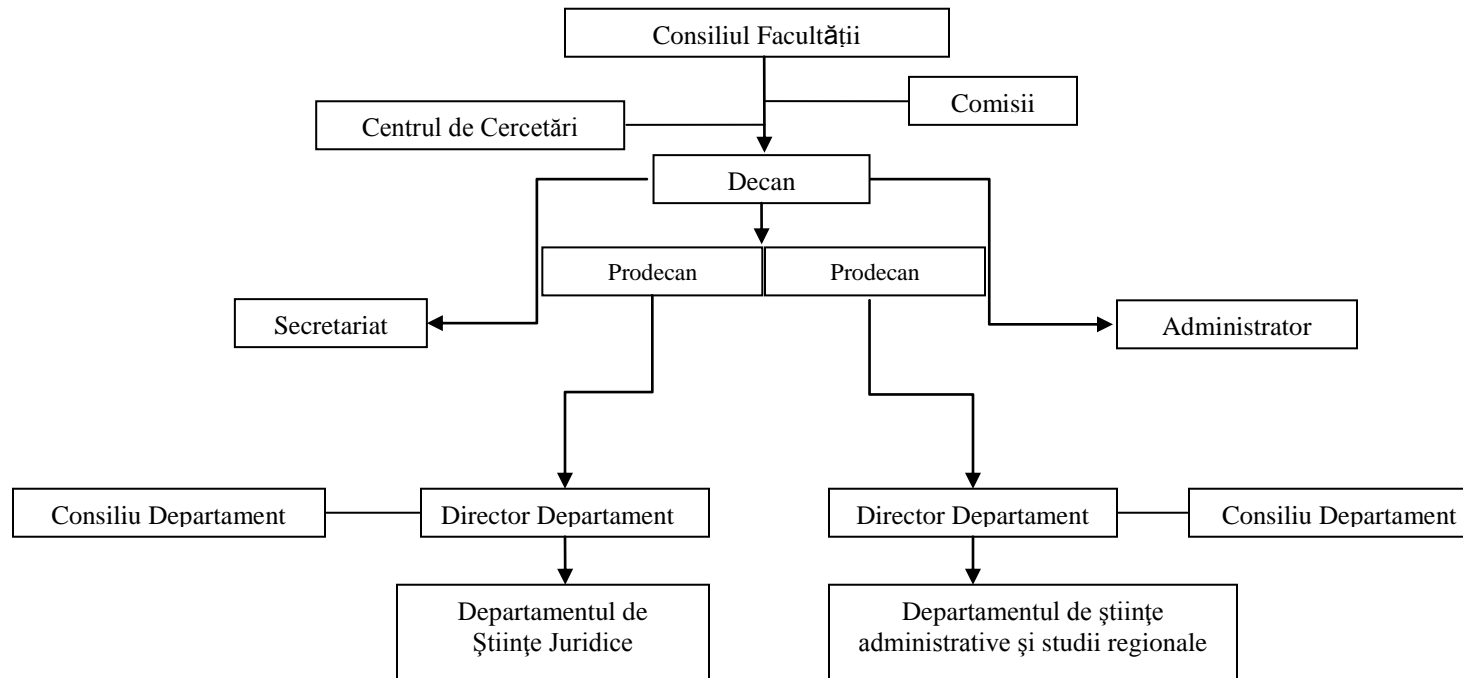 Consiliul Facultăţii
Comisii
Centrul de Cercetări
Decan
Prodecan
Prodecan
Secretariat
Administrator
Consiliu Departament
Director Departament
Director Departament
Consiliu Departament
Departamentul de
Ştiinţe Juridice
Departamentul de ştiinţe
administrative şi studii regionale